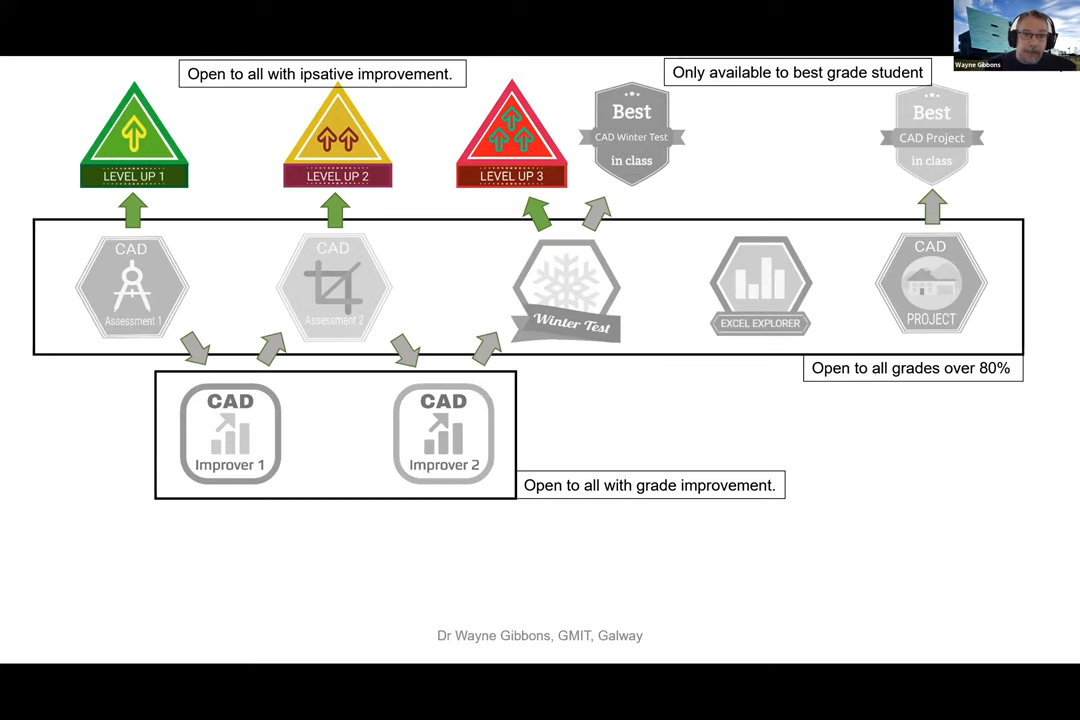 Wayne Gibbons
Open to all with ipsative improvement.
Only available to best grade student
LEVEL UP 1
LEVEL UP 2
LEVEL UP 3
Best
CAD Winter Test
in class
Best
CAD Project
in class
CAD
Assessment 1
CAD
Assessment 2
Winter Test
EXCEL EXPLORER
CAD
PROJECT
Open to all grades over 80%
CAD
Improver 1
CAD
Improver 2
Open to all with grade improvement.
Dr Wayne Gibbons, GMIT, Galway